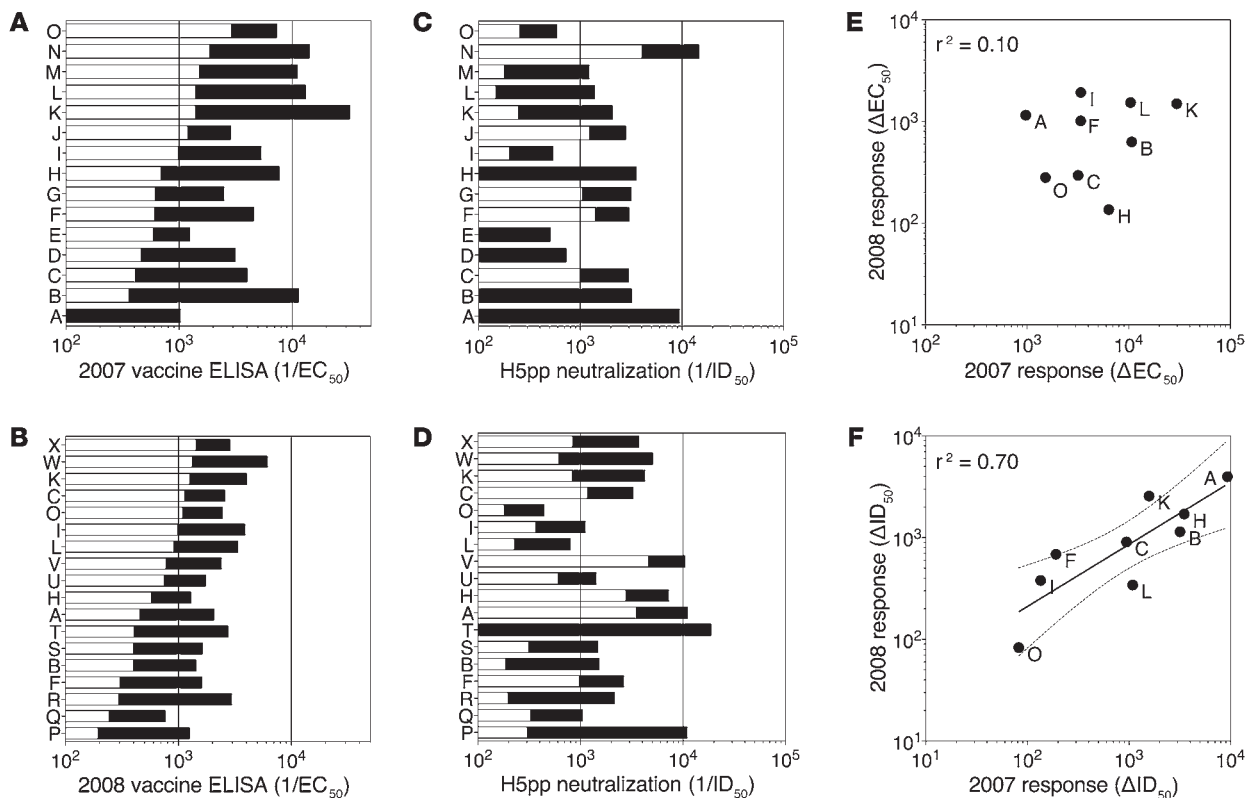 A
O
N
M
L
K
J
I
H
G
F
E
D
C
B
A
10² 10³ 10⁴
2007 vaccine ELISA (1/EC₅₀)
B
X
W
K
C
O
I
L
V
U
H
A
T
S
B
F
R
Q
P
10² 10³ 10⁴
2008 vaccine ELISA (1/EC₅₀)
C
O
N
M
L
K
J
I
H
G
F
E
D
C
B
A
10² 10³ 10⁴ 10⁵
H5pp neutralization (1/ID₅₀)
D
X
W
K
C
O
I
L
V
U
H
A
T
S
B
F
R
Q
P
10² 10³ 10⁴ 10⁵
H5pp neutralization (1/ID₅₀)
E
r² = 0.10
2008 response (ΔEC₅₀)
10⁴
10³
10²
10¹
I
L
K
A
F
B
O
C
H
10² 10³ 10⁴ 10⁵
2007 response (ΔEC₅₀)
F
r² = 0.70
2008 response (ΔID₅₀)
10⁴
10³
10²
10¹
A
K
H
B
C
F
I
L
O
10¹ 10² 10³ 10⁴
2007 response (ΔID₅₀)